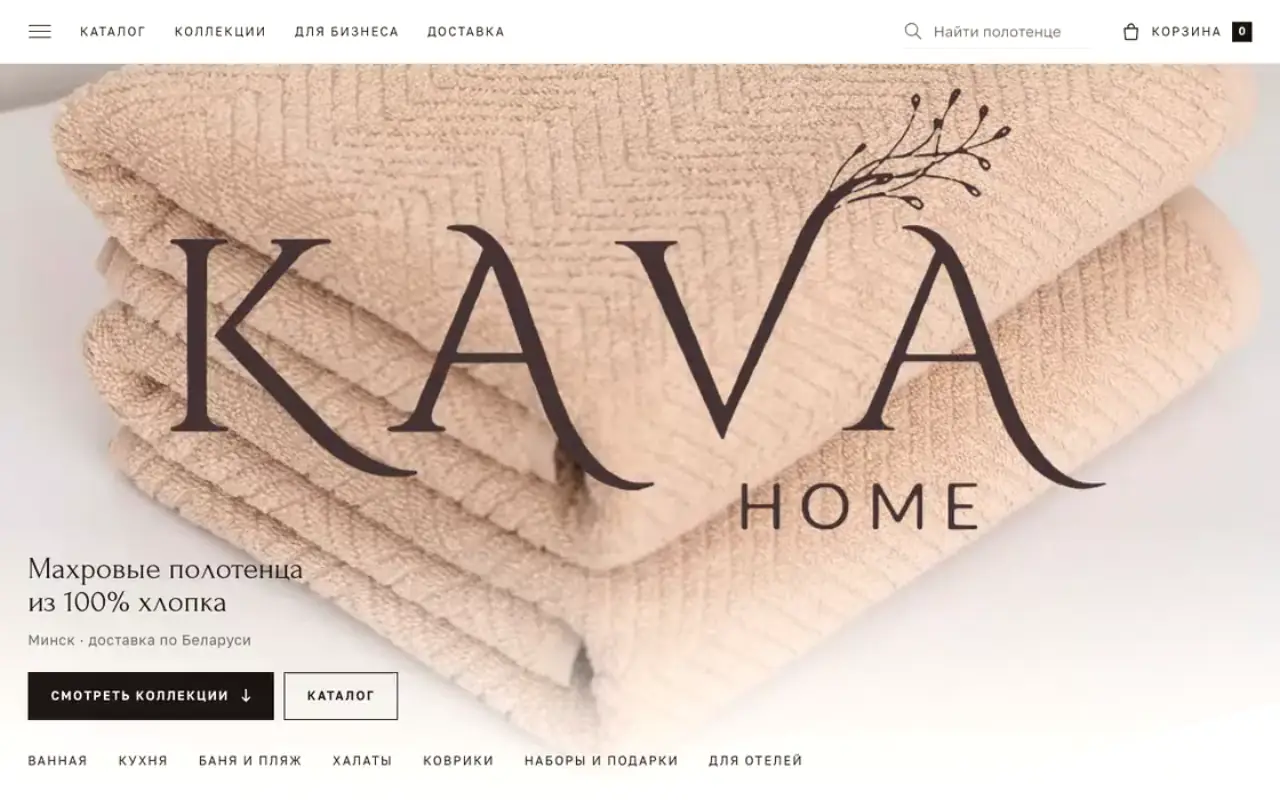 КАТАЛОГ КОЛЛЕКЦИИ ДЛЯ БИЗНЕСА ДОСТАВКА Найти полотенце КОРЗИНА 0
KAVA
HOME
Махровые полотенца
из 100% хлопка
Минск · доставка по Беларуси
СМОТРЕТЬ КОЛЛЕКЦИИ ↓ КАТАЛОГ
ВАННАЯ КУХНЯ БАНЯ И ПЛЯЖ ХАЛАТЫ КОВРИКИ НАБОРЫ И ПОДАРКИ ДЛЯ ОТЕЛЕЙ